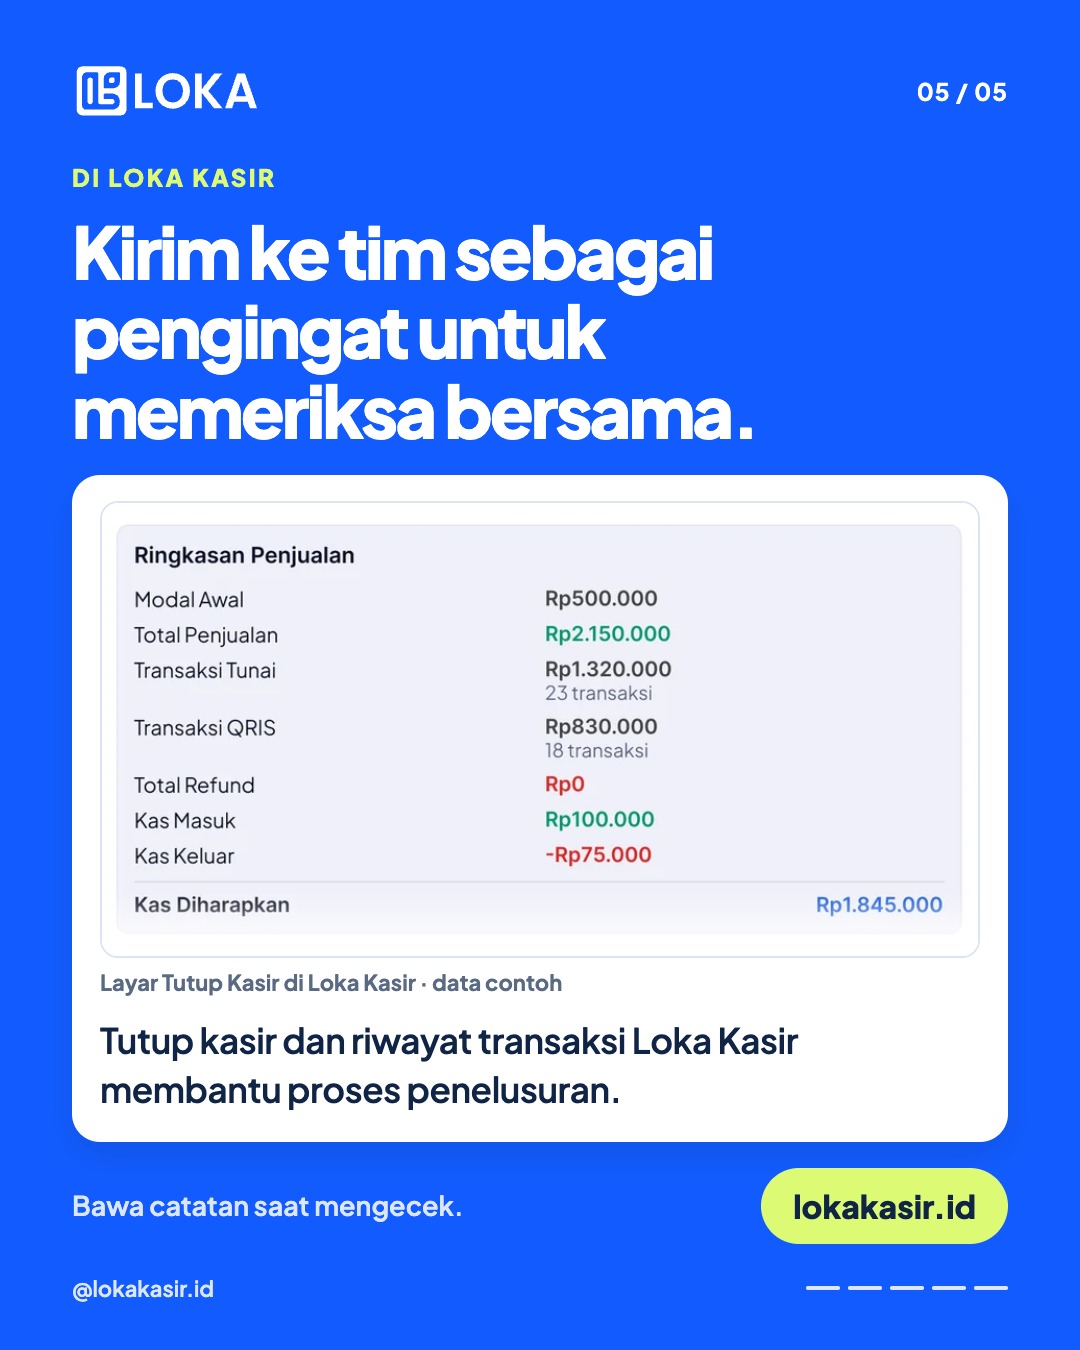 LOKA
05 / 05
DI LOKA KASIR
Kirim ke tim sebagai
pengingat untuk
memeriksa bersama.
Ringkasan Penjualan
Modal Awal Rp500.000
Total Penjualan Rp2.150.000
Transaksi Tunai Rp1.320.000
23 transaksi
Transaksi QRIS Rp830.000
18 transaksi
Total Refund Rp0
Kas Masuk Rp100.000
Kas Keluar -Rp75.000
Kas Diharapkan Rp1.845.000
Layar Tutup Kasir di Loka Kasir · data contoh
Tutup kasir dan riwayat transaksi Loka Kasir
membantu proses penelusuran.
Bawa catatan saat mengecek.
lokakasir.id
@lokakasir.id